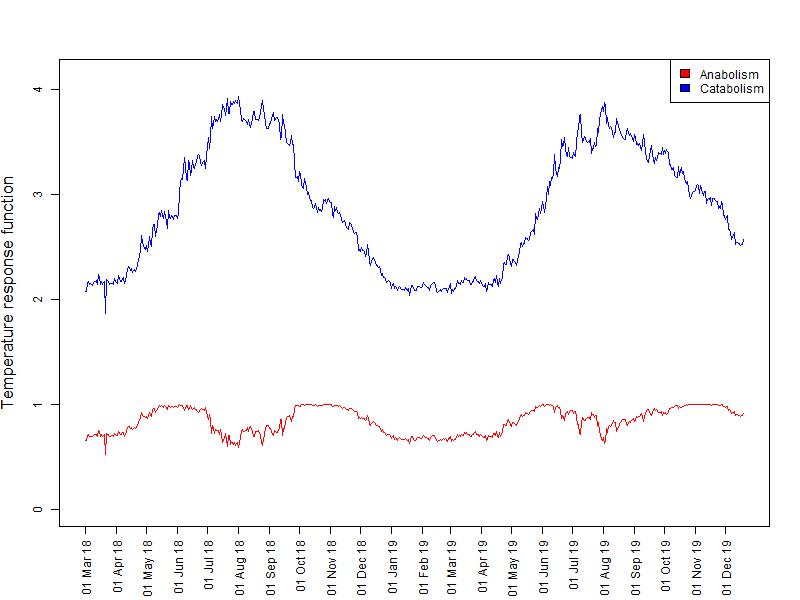 Anabolism
Catabolism
Temperature response function
4
3
2
1
0
01 Mar 18
01 Apr 18
01 May 18
01 Jun 18
01 Jul 18
01 Aug 18
01 Sep 18
01 Oct 18
01 Nov 18
01 Dec 18
01 Jan 19
01 Feb 19
01 Mar 19
01 Apr 19
01 May 19
01 Jun 19
01 Jul 19
01 Aug 19
01 Sep 19
01 Oct 19
01 Nov 19
01 Dec 19